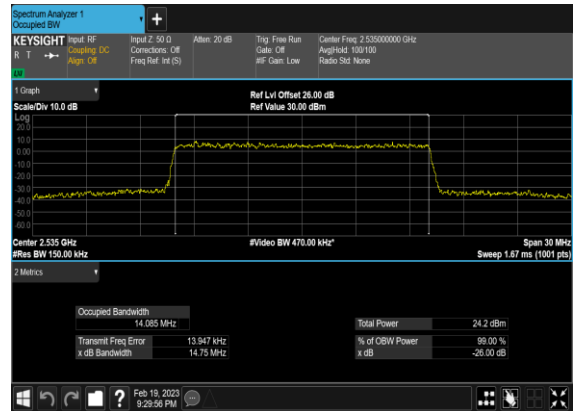 Spectrum Analyzer 1
Occupied BW
+
KEYSIGHT
R T
LXI
Input: RF
Coupling: DC
Align: Off
Input Z: 50 Ω
Corrections: Off
Freq Ref: Int (S)
Atten: 20 dB
Trig: Free Run
Gate: Off
#IF Gain: Low
Center Freq: 2.535000000 GHz
Avg|Hold: 100/100
Radio Std: None
1 Graph
Scale/Div 10.0 dB
Ref Lvl Offset 26.00 dB
Ref Value 30.00 dBm
Log
20.0
10.0
0.00
-10.0
-20.0
-30.0
-40.0
-50.0
-60.0
Center 2.535 GHz
#Res BW 150.00 kHz
#Video BW 470.00 kHz*
Span 30 MHz
Sweep 1.67 ms (1001 pts)
2 Metrics
Occupied Bandwidth
14.085 MHz
Transmit Freq Error 13.947 kHz
x dB Bandwidth 14.75 MHz
Total Power 24.2 dBm
% of OBW Power 99.00 %
x dB -26.00 dB
?
Feb 19, 2023
9:29:56 PM